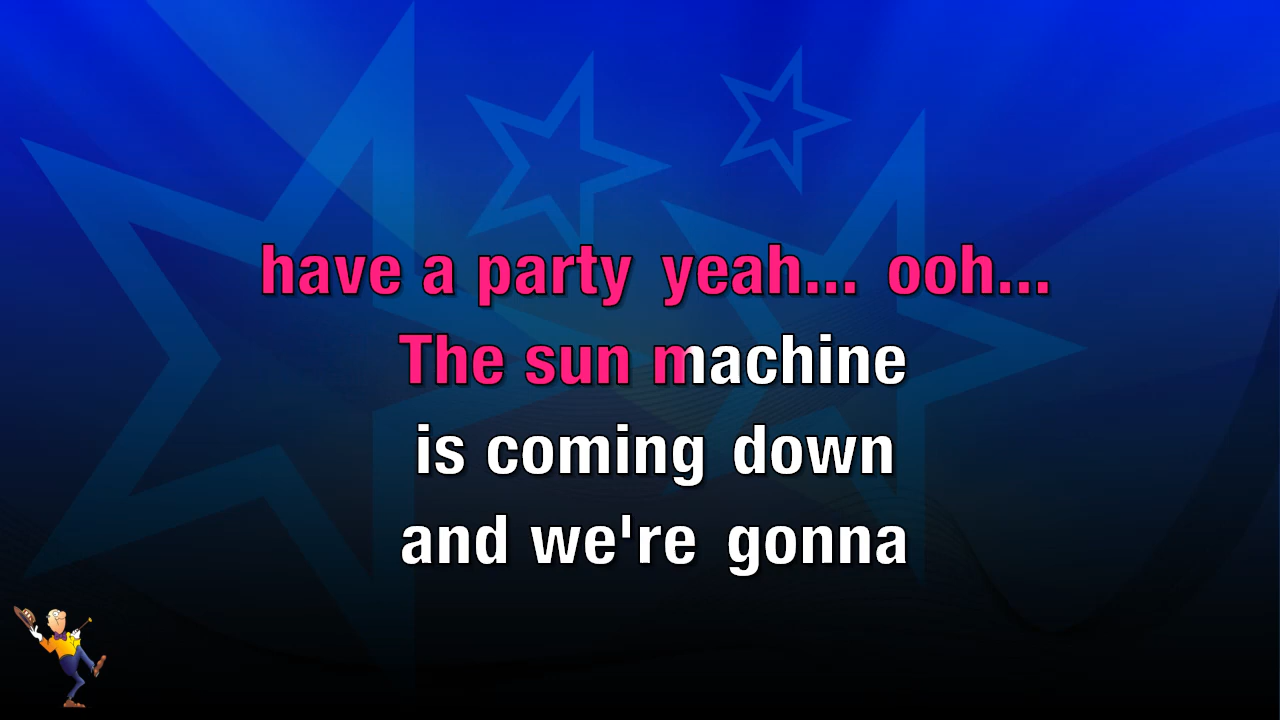 have a party yeah... ooh...
The sun machine
is coming down
and we're gonna